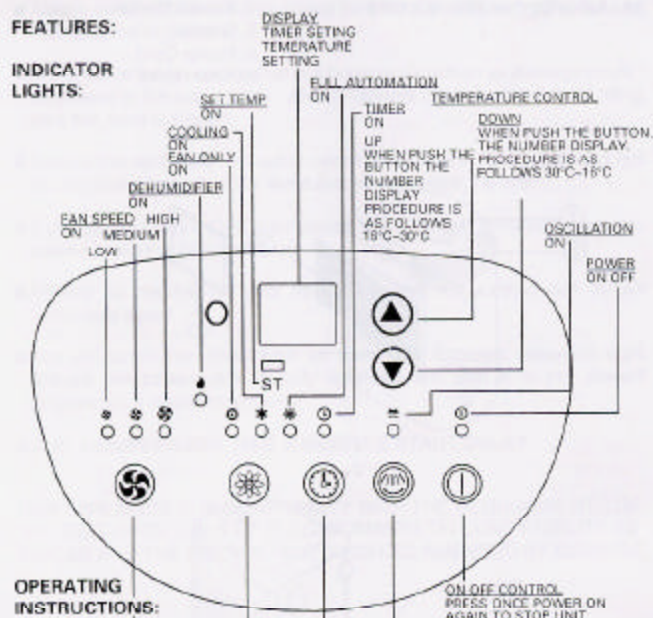 FEATURES:
DISPLAY
TIMER SETING
TEMERATURE
SETTING
INDICATOR
LIGHTS:
FULL AUTOMATION
ON
SET TEMP
ON
TIMER
ON
TEMPERATURE CONTROL
COOLING
ON
FAN ONLY
ON
UP
WHEN PUSH THE
BUTTON THE
NUMBER
DISPLAY
PROCEDURE IS
AS FOLLOWS
16°C-30°C
DOWN
WHEN PUSH THE BUTTON,
THE NUMBER DISPLAY,
PROCEDURE IS AS
FOLLOWS 30°C-16°C
DEHUMIDIFIER
ON
FAN SPEED HIGH
ON MEDIUM
LOW
OSCILLATION
ON
POWER
ON OFF
ST
OPERATING
INSTRUCTIONS:
ON OFF CONTROL
PRESS ONCE POWER ON
AGAIN TO STOP UNIT